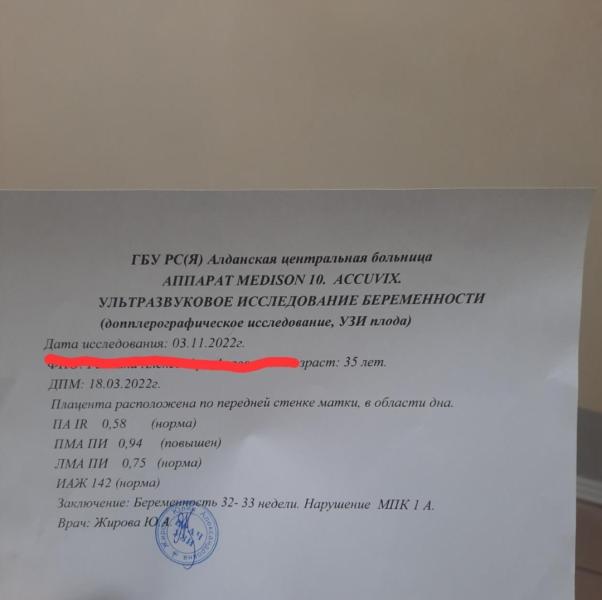 ГБУ РС(Я) Алданская центральная больница
АППАРАТ MEDISON 10. ACCUVIX.
УЛЬТРАЗВУКОВОЕ ИССЛЕДОВАНИЕ БЕРЕМЕННОСТИ
(допплерографическое исследование, УЗИ плода)
Дата исследования: 03.11.2022г.
35 лет.
ДПМ: 18.03.2022г.
Плацента расположена по передней стенке матки, в области дна.
ПА IR 0,58 (норма)
ПМА ПИ 0,94 (повышен)
ЛМА ПИ 0,75 (норма)
ИАЖ 142 (норма)
Заключение: Беременность 32- 33 недели. Нарушение МПК 1 А.
Врач: Жирова Ю.А.